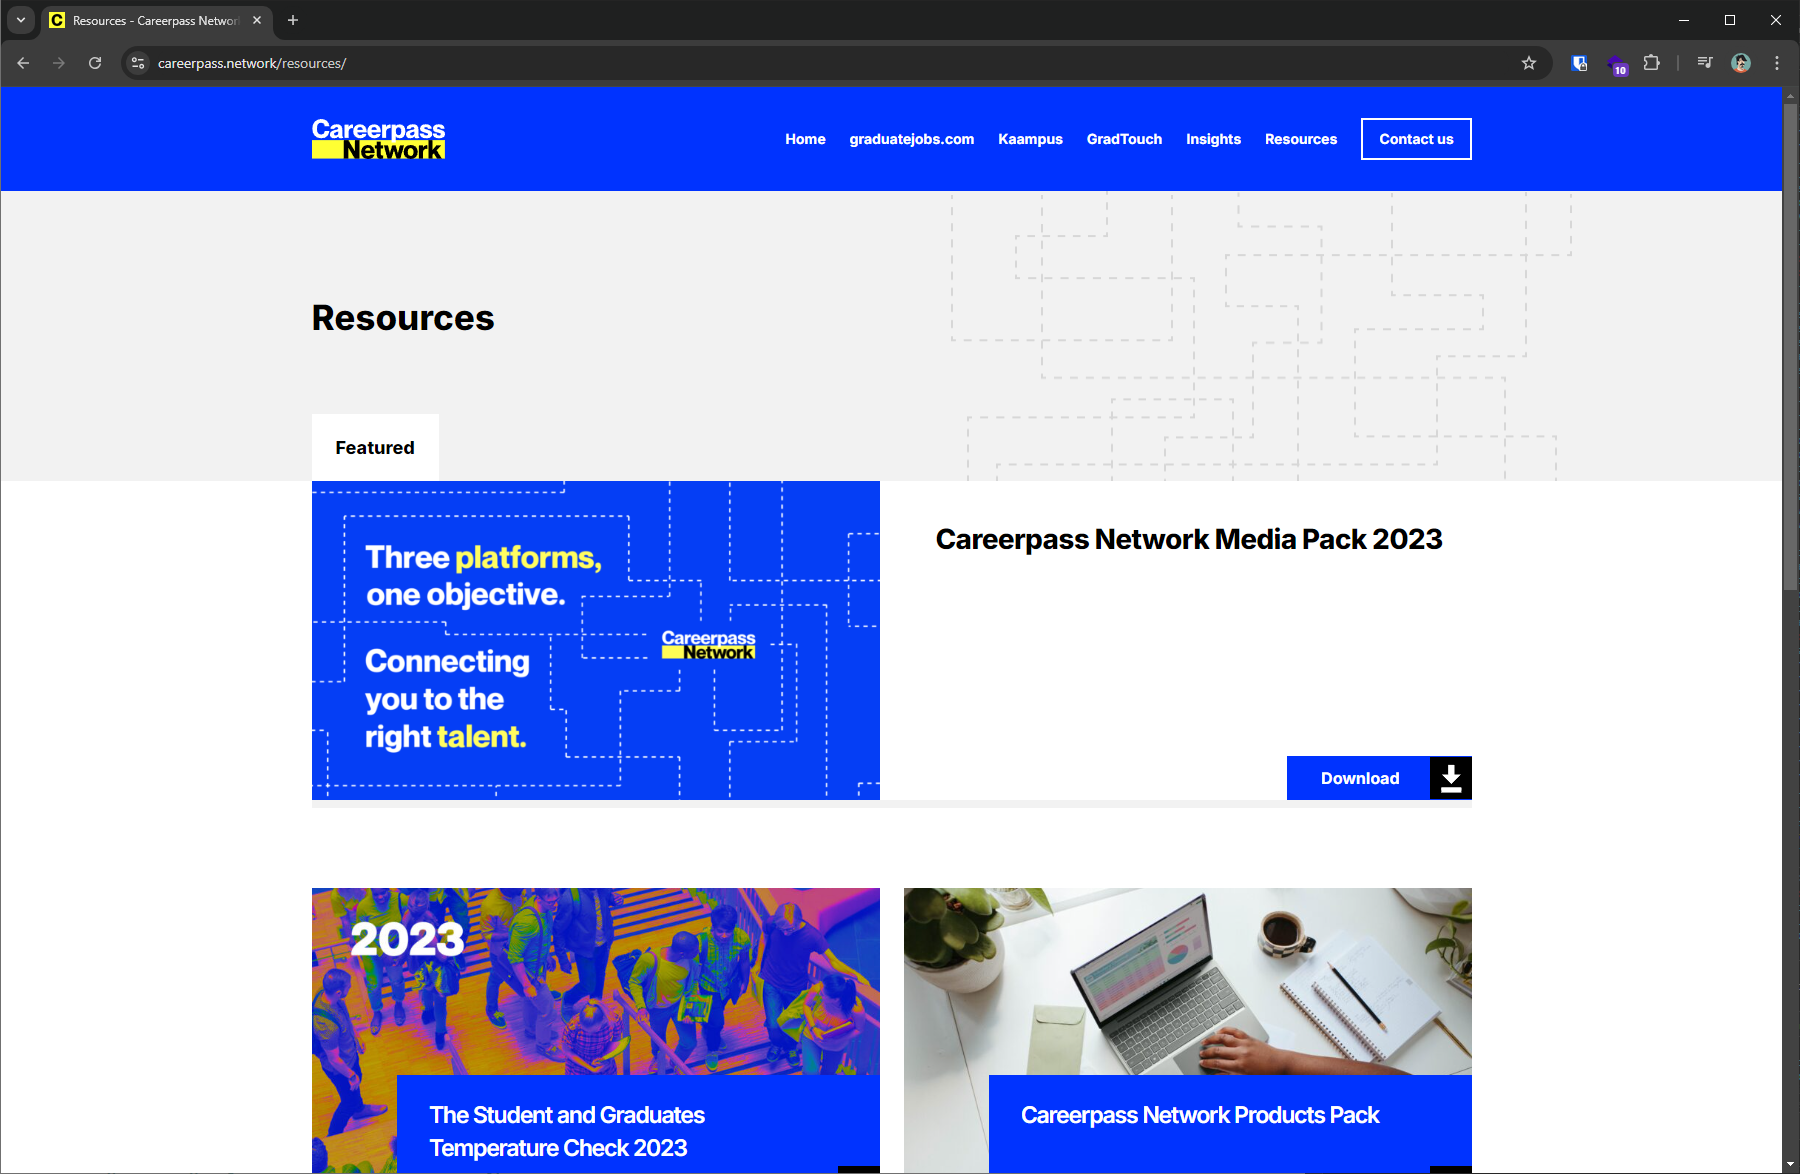 Resources - Careerpass Networ
careerpass.network/resources/
10
Careerpass
Network
Home
graduatejobs.com
Kaampus
GradTouch
Insights
Resources
Contact us
Resources
Featured
Three platforms,
one objective.
Connecting
you to the
right talent.
Careerpass
Network
Careerpass Network Media Pack 2023
Download
2023
The Student and Graduates
Temperature Check 2023
Careerpass Network Products Pack